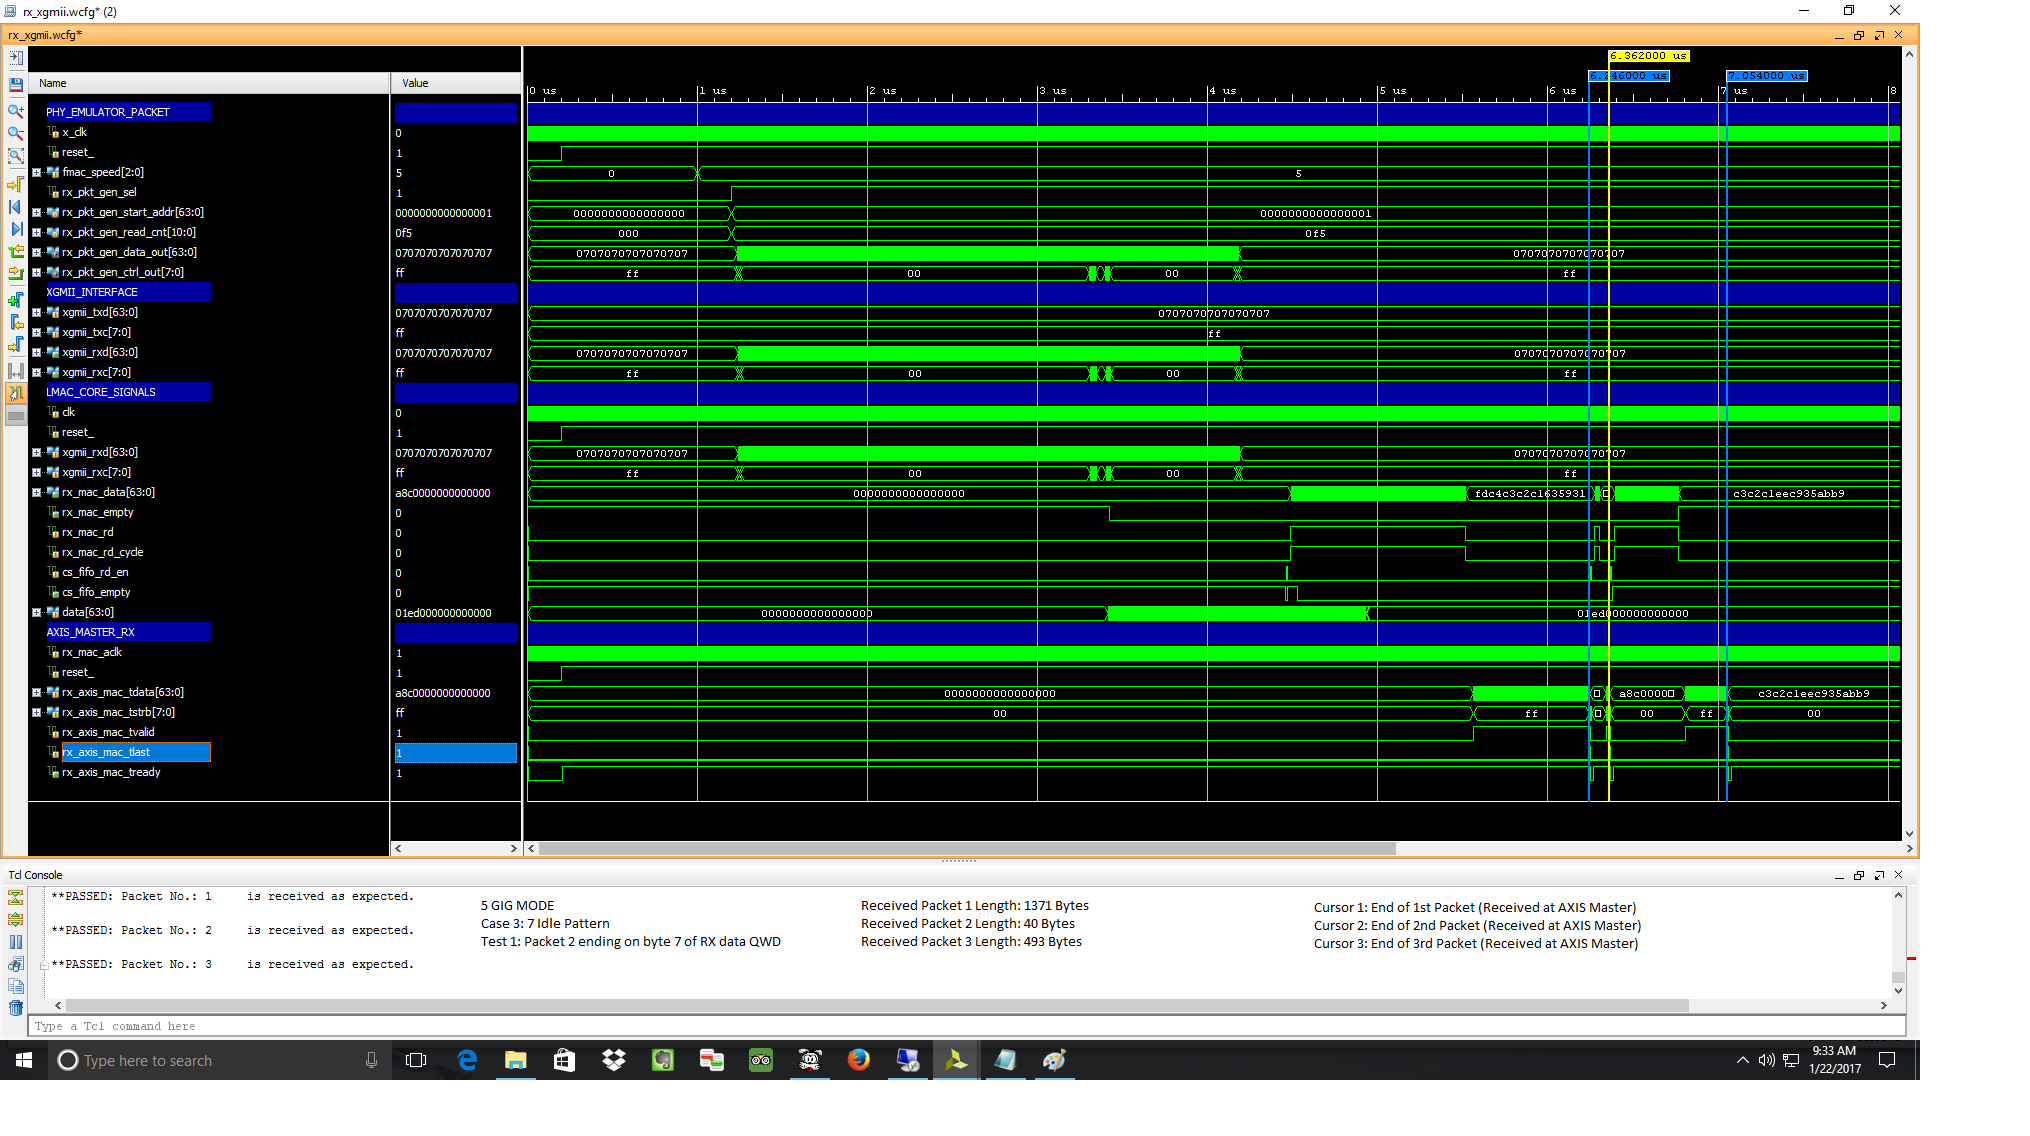 rx_xgmii.wcfg* (2)
rx_xgmii.wcfg*
Name Value
6.362000 us
7.054000 us
0 us 1 us 2 us 3 us 4 us 5 us 6 us us 8
PHY_EMULATOR_PACKET
x_clk 0
reset_ 1
fmac_speed[2:0] 5 0 5
rx_pkt_gen_sel 1
rx_pkt_gen_start_addr[63:0] 0000000000000001 0000000000000000 0000000000000001
rx_pkt_gen_read_cnt[10:0] 0f5 000 0f5
rx_pkt_gen_data_out[63:0] 0707070707070707 0707070707070707 0707070707070707
rx_pkt_gen_ctrl_out[7:0] ff ff 00 00 ff
XGMII_INTERFACE
xgmii_txd[63:0] 0707070707070707 0707070707070707
xgmii_txc[7:0] ff ff
xgmii_rxd[63:0] 0707070707070707 0707070707070707 0707070707070707
xgmii_rxc[7:0] ff ff 00 00 ff
LMAC_CORE_SIGNALS
clk 0
reset_ 1
xgmii_rxd[63:0] 0707070707070707 0707070707070707 0707070707070707
xgmii_rxc[7:0] ff ff 00 00 ff
rx_mac_data[63:0] a8c0000000000000 0000000000000000 fdc4c3c2c1635931 c3c2c1eec935abb9
rx_mac_empty 0
rx_mac_rd 0
rx_mac_rd_cycle 0
cs_fifo_rd_en 0
cs_fifo_empty 0
data[63:0] 01ed000000000000 0000000000000000 01ed000000000000
AXIS_MASTER_RX
rx_mac_aclk 1
reset_ 1
rx_axis_mac_tdata[63:0] a8c0000000000000 0000000000000000 a8c0000 c3c2c1eec935abb9
rx_axis_mac_tstrb[7:0] ff 00 ff 00 ff 00
rx_axis_mac_tvalid 1
rx_axis_mac_tlast 1
rx_axis_mac_tready 1
Tcl Console
**PASSED: Packet No.: 1 is received as expected.
**PASSED: Packet No.: 2 is received as expected.
**PASSED: Packet No.: 3 is received as expected.
5 GIG MODE
Case 3: 7 Idle Pattern
Test 1: Packet 2 ending on byte 7 of RX data QWD
Received Packet 1 Length: 1371 Bytes
Received Packet 2 Length: 40 Bytes
Received Packet 3 Length: 493 Bytes
Cursor 1: End of 1st Packet (Received at AXIS Master)
Cursor 2: End of 2nd Packet (Received at AXIS Master)
Cursor 3: End of 3rd Packet (Received at AXIS Master)
Type a Tcl command here
Type here to search
9:33 AM
1/22/2017